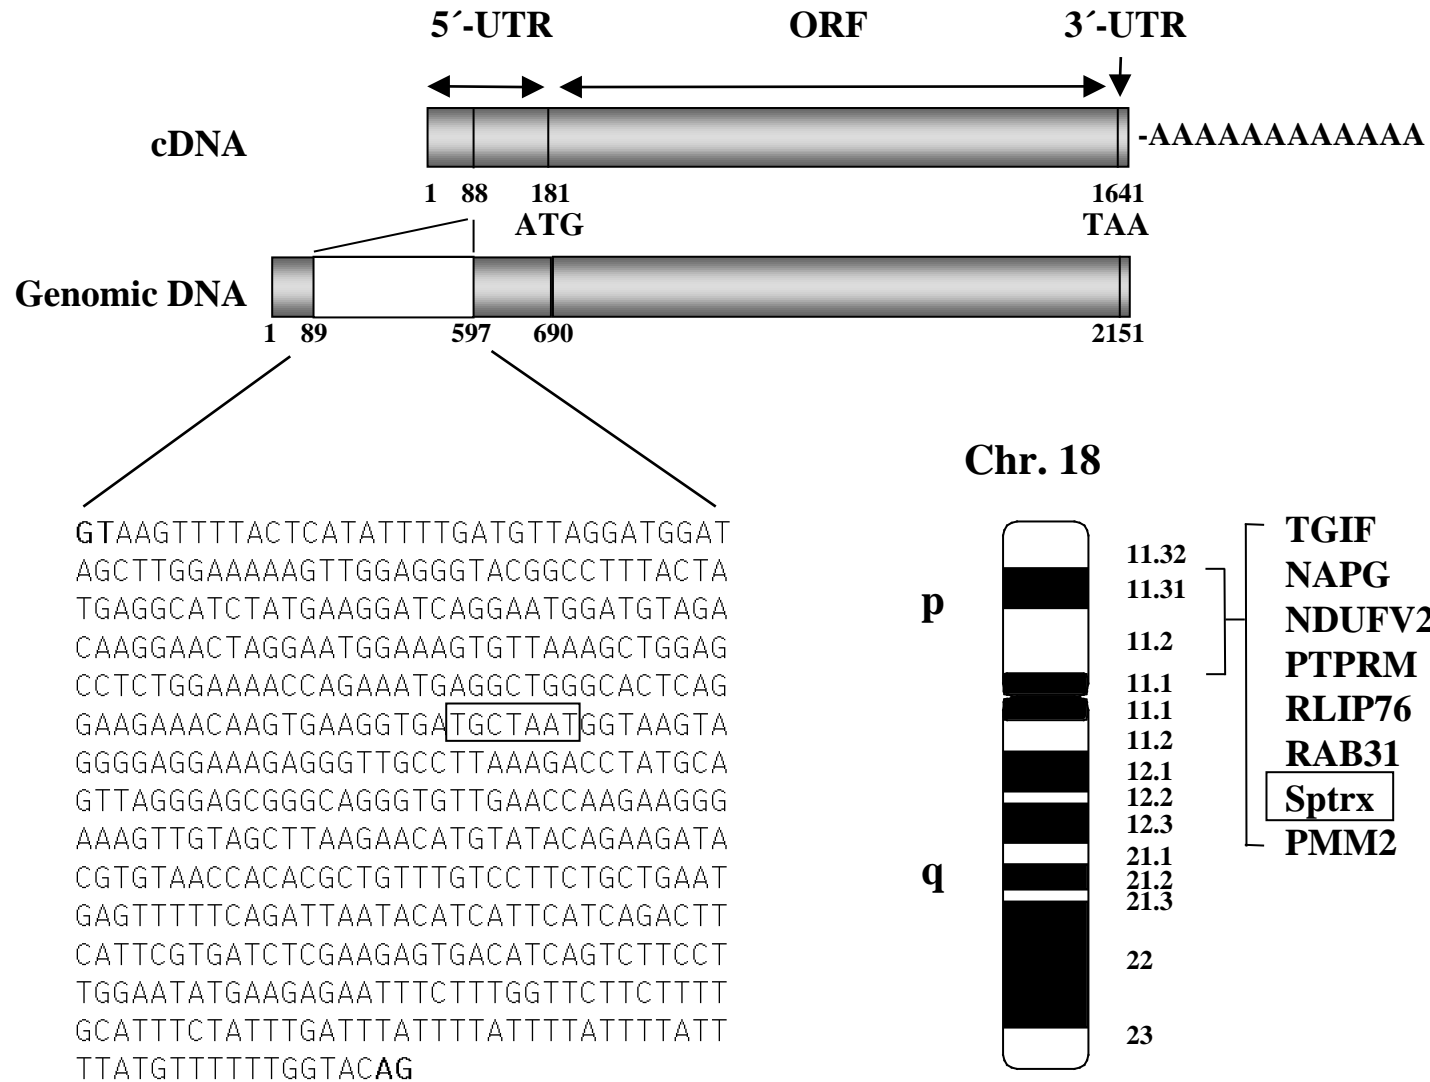 5´-UTR ORF 3´-UTR
cDNA
-AAAAAAAAAAAA
1 88 181 1641
ATG TAA
Genomic DNA
1 89 597 690 2151
GTAAGTTTTACTCATATTTTGATGTTAGGATGGAT
AGCTTGGAAAAAGTTGGAGGGTACGGCCTTTACTA
TGAGGCATCTATGAAGGATCAGGAATGGATGTAGA
CAAGGAACTAGGAATGGAAAGTGTTAAAGCTGGAG
CCTCTGGAAAACCAGAAATGAGGCTGGGCACTCAG
GAAGAAACAAGTGAAGGTGATGCTAATGGTAAGTA
GGGGAGGAAAGAGGGTTGCCTTAAAGACCTATGCA
GTTAGGGAGCGGGCAGGGTGTTGAACCAAGAAGGG
AAAGTTGTAGCTTAAGAACATGTATACAGAAGATA
CGTGTAACCACACGCTGTTTGTCCTTCTGCTGAAT
GAGTTTTTCAGATTAATACATCATTCATCAGACTT
CATTCGTGATCTCGAAGAGTGACATCAGTCTTCCT
TGGAATATGAAGAGAATTTCTTTGGTTCTTCTTTT
GCATTTCTATTTGATTTATTTTATTTTATTTTATT
TTATGTTTTTTGGTACAG
Chr. 18
p
q
11.32
11.31
11.2
11.1
11.1
11.2
12.1
12.2
12.3
21.1
21.2
21.3
22
23
TGIF
NAPG
NDUFV2
PTPRM
RLIP76
RAB31
Sptrx
PMM2